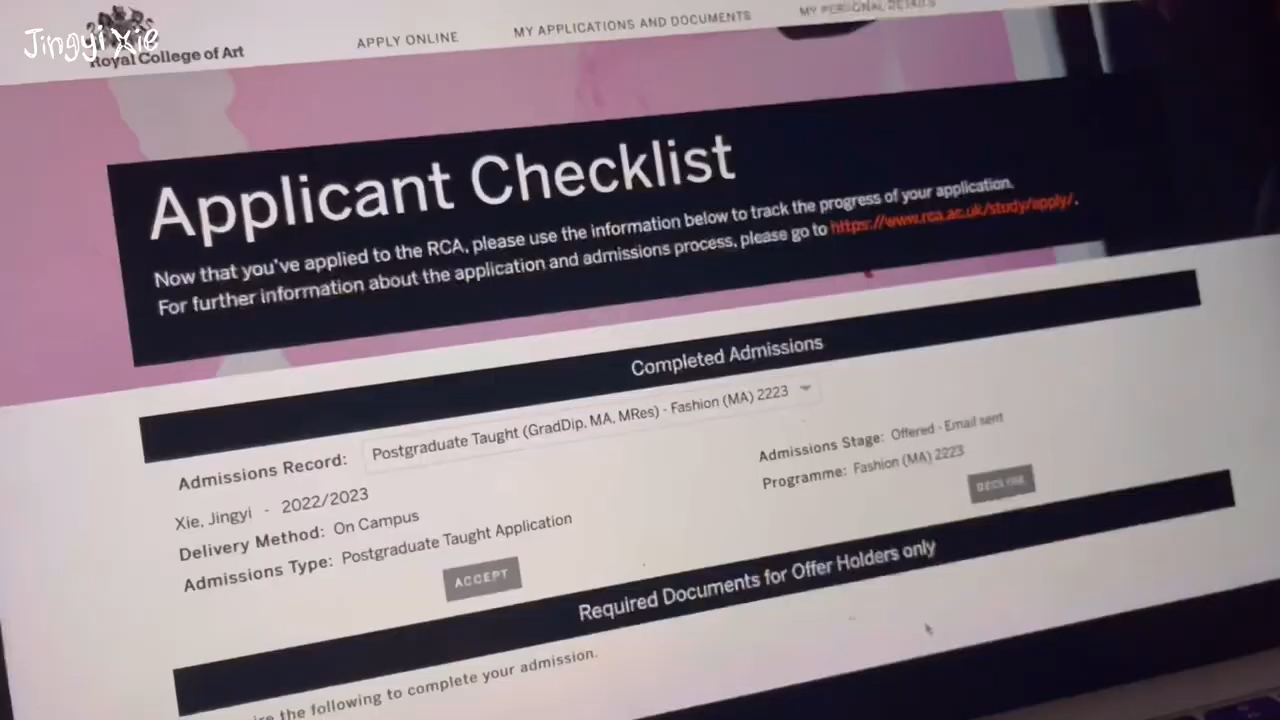 Jingyi Xie
Royal College of Art
APPLY ONLINE
MY APPLICATIONS AND DOCUMENTS
MY PERSONAL DETAILS
Applicant Checklist
Now that you've applied to the RCA, please use the information below to track the progress of your application.
For further information about the application and admissions process, please go to https://www.rca.ac.uk/study/apply/.
Completed Admissions
Admissions Record: Postgraduate Taught (GradDip, MA, MRes) - Fashion (MA) 2223
Xie, Jingyi - 2022/2023
Admissions Stage: Offered - Email sent
Delivery Method: On Campus
Programme: Fashion (MA) 2223
Admissions Type: Postgraduate Taught Application
ACCEPT
DECLINE
Required Documents for Offer Holders only
the following to complete your admission.